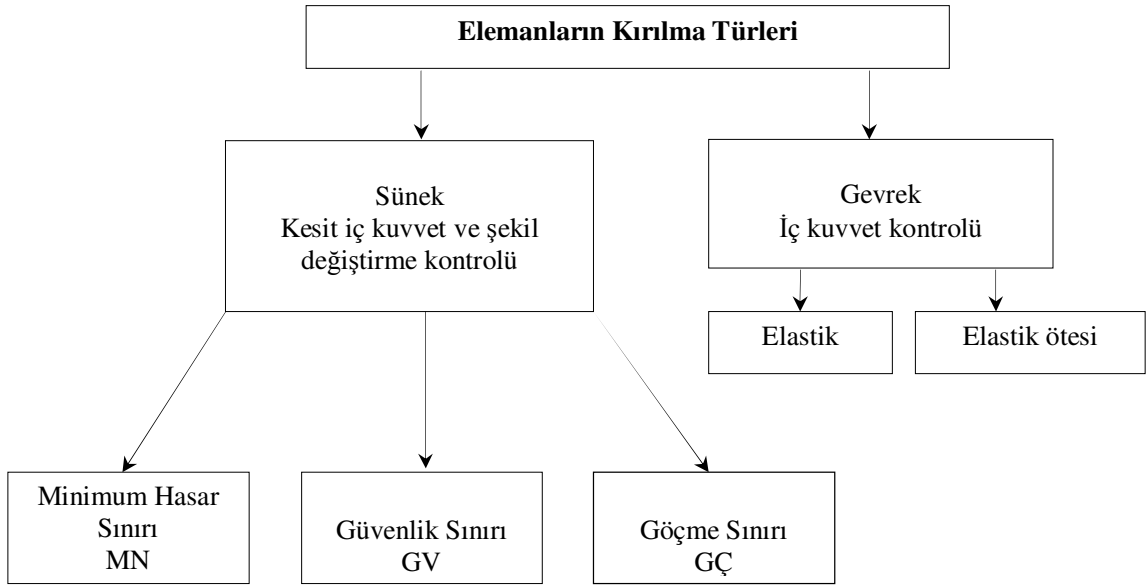 Elemanların Kırılma Türleri
Sünek
Kesit iç kuvvet ve şekil
değiştirme kontrolü
Gevrek
İç kuvvet kontrolü
Elastik
Elastik ötesi
Minimum Hasar
Sınırı
MN
Güvenlik Sınırı
GV
Göçme Sınırı
GÇ